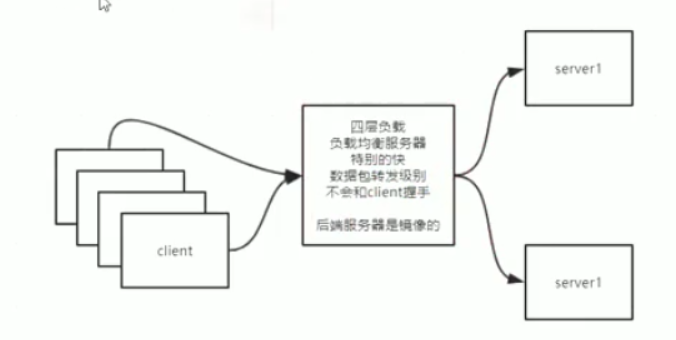 server1
四层负载
负载均衡服务器
特别的快
数据包转发级别
不会和client握手
后端服务器是镜像的
client
server1